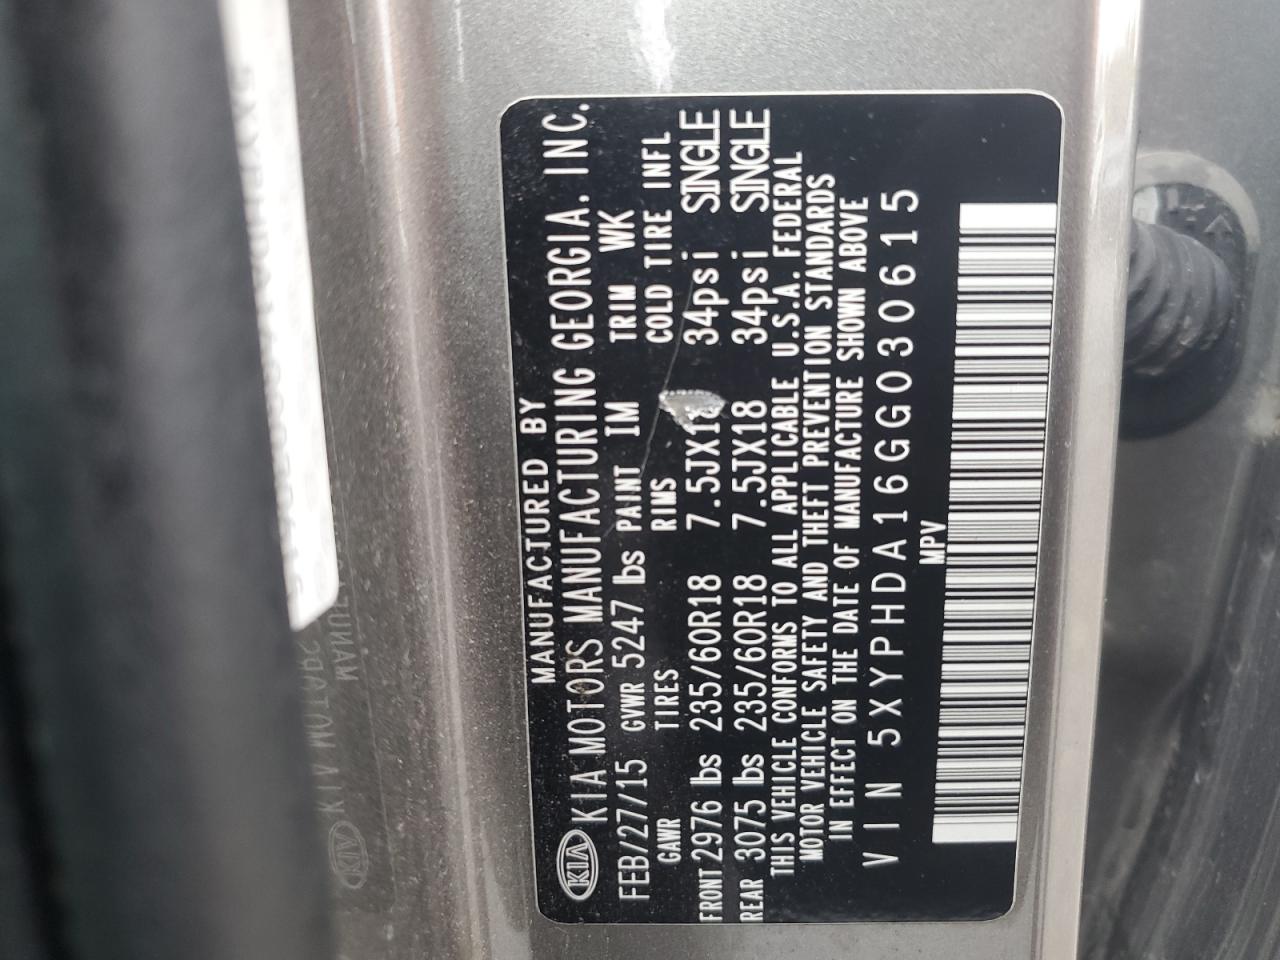 MANUFACTURED BY
KIA KIA MOTORS MANUFACTURING GEORGIA, INC.
FEB/27/15 GVWR 5247 lbs PAINT IM TRIM WK
GAWR TIRES RIMS COLD TIRE INFL
FRONT 2976 lbs 235/60R18 7.5JX18 34psi SINGLE
REAR 3075 lbs 235/60R18 7.5JX18 34psi SINGLE
THIS VEHICLE CONFORMS TO ALL APPLICABLE U.S.A. FEDERAL
MOTOR VEHICLE SAFETY AND THEFT PREVENTION STANDARDS
IN EFFECT ON THE DATE OF MANUFACTURE SHOWN ABOVE
VIN 5XYPHDA16GG030615
MPV